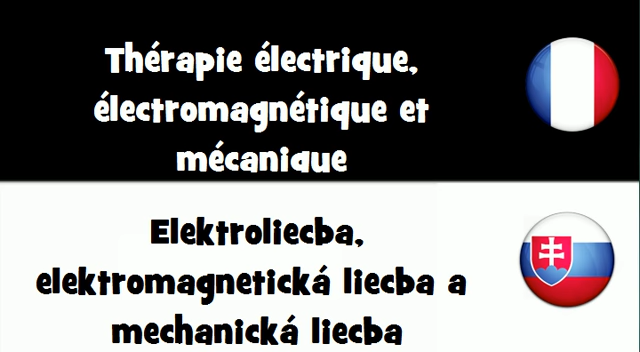 Thérapie électrique,
électromagnétique et
mécanique
Elektroliecba,
elektromagnetická liecba a
mechanická liecba